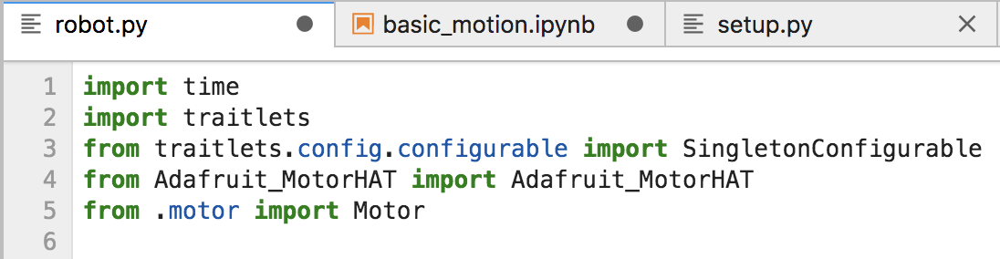 robot.py basic_motion.ipynb setup.py
1 import time
2 import traitlets
3 from traitlets.config.configurable import SingletonConfigurable
4 from Adafruit_MotorHAT import Adafruit_MotorHAT
5 from .motor import Motor
6